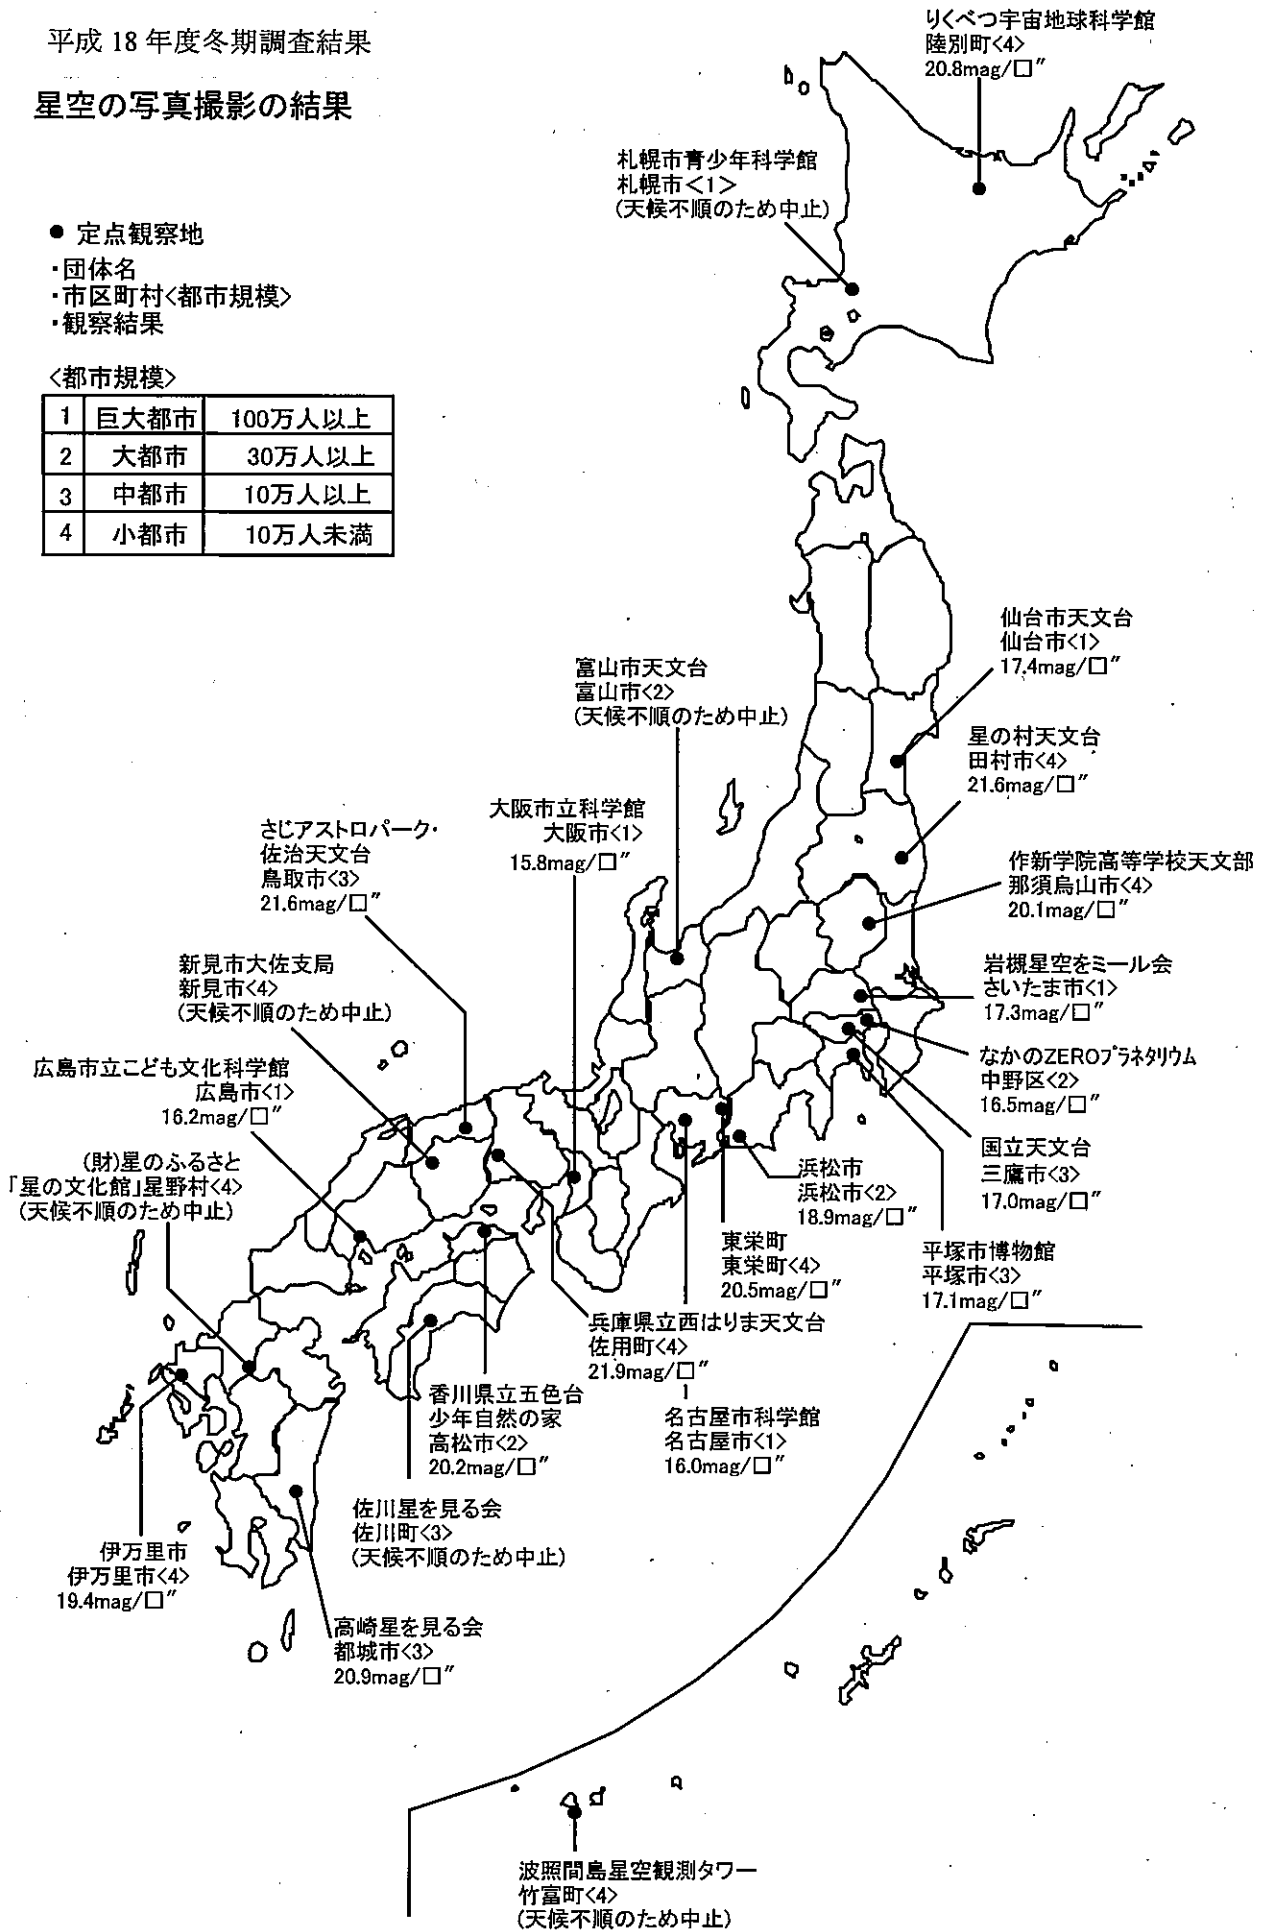 平成 18 年度冬期調査結果
星空の写真撮影の結果
● 定点観察地
・団体名
・市区町村<都市規模>
・観察結果
<都市規模>
1 巨大都市 100万人以上
2 大都市 30万人以上
3 中都市 10万人以上
4 小都市 10万人未満
りくべつ宇宙地球科学館
陸別町<4>
20.8mag/□″
札幌市青少年科学館
札幌市<1>
(天候不順のため中止)
仙台市天文台
仙台市<1>
17.4mag/□″
富山市天文台
富山市<2>
(天候不順のため中止)
星の村天文台
田村市<4>
21.6mag/□″
大阪市立科学館
大阪市<1>
15.8mag/□″
さじアストロパーク・
佐治天文台
鳥取市<3>
21.6mag/□″
作新学院高等学校天文部
那須烏山市<4>
20.1mag/□″
新見市大佐支局
新見市<4>
(天候不順のため中止)
岩槻星空をミール会
さいたま市<1>
17.3mag/□″
なかのZEROプラネタリウム
中野区<2>
16.5mag/□″
広島市立こども文化科学館
広島市<1>
16.2mag/□″
国立天文台
三鷹市<3>
17.0mag/□″
(財)星のふるさと
「星の文化館」星野村<4>
(天候不順のため中止)
浜松市
浜松市<2>
18.9mag/□″
東栄町
東栄町<4>
20.5mag/□″
平塚市博物館
平塚市<3>
17.1mag/□″
兵庫県立西はりま天文台
佐用町<4>
21.9mag/□″
香川県立五色台
少年自然の家
高松市<2>
20.2mag/□″
名古屋市科学館
名古屋市<1>
16.0mag/□″
佐川星を見る会
佐川町<3>
(天候不順のため中止)
伊万里市
伊万里市<4>
19.4mag/□″
高崎星を見る会
都城市<3>
20.9mag/□″
波照間島星空観測タワー
竹富町<4>
(天候不順のため中止)